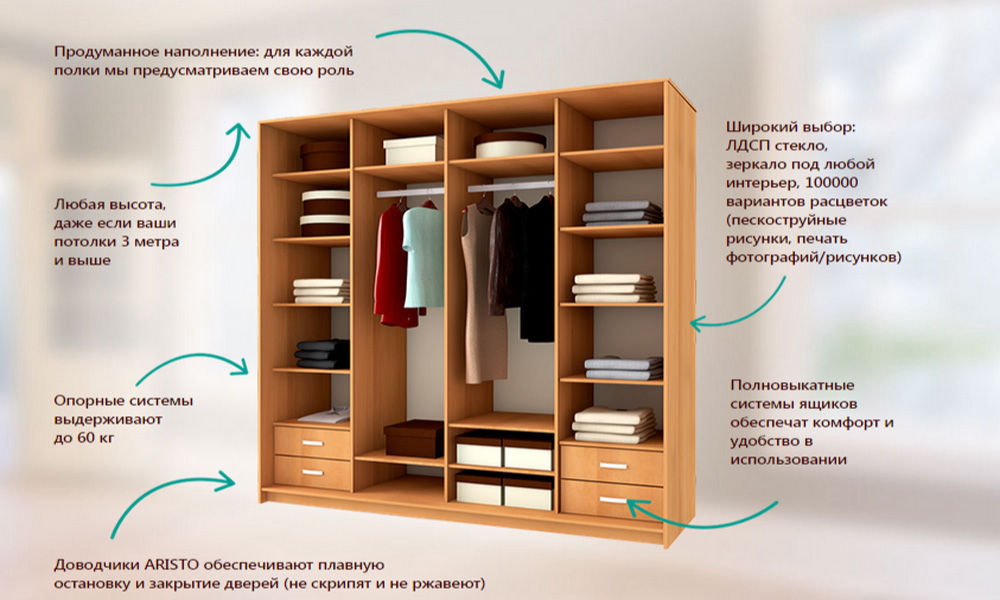 Продуманное наполнение: для каждой
полки мы предусматриваем свою роль
Широкий выбор:
ЛДСП стекло,
зеркало под любой
интерьер, 100000
вариантов расцветок
(пескоструйные
рисунки, печать
фотографий/рисунков)
Любая высота,
даже если ваши
потолки 3 метра
и выше
Опорные системы
выдерживают
до 60 кг
Полновыкатные
системы ящиков
обеспечат комфорт и
удобство в
использовании
Доводчики ARISTO обеспечивают плавную
остановку и закрытие дверей (не скрипят и не ржавеют)